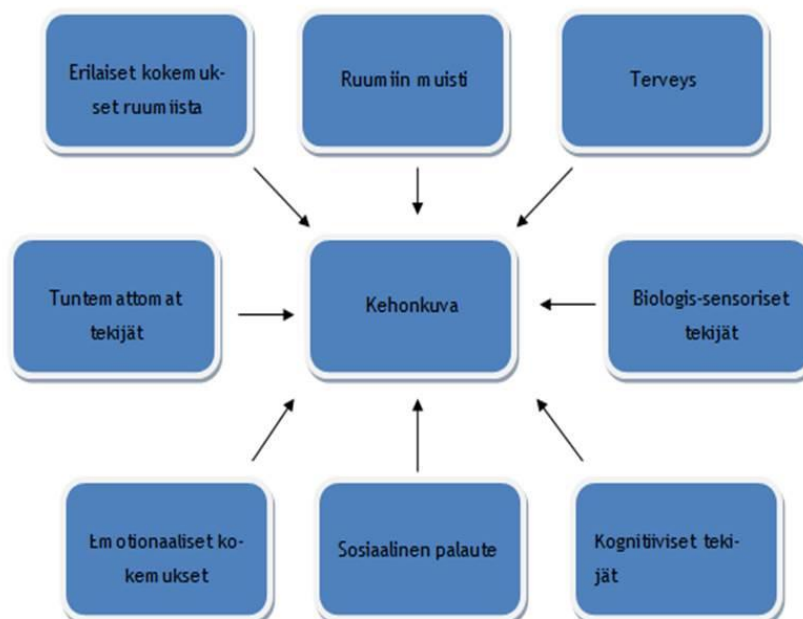 Erilaiset kokemuk-
set ruumiista
Ruumiin muisti
Terveys
Tuntemattomat
tekijät
Kehonkuva
Biologis-sensoriset
tekijät
Emotionaaliset ko-
kemukset
Sosiaalinen palaute
Kognitiiviset teki-
jät